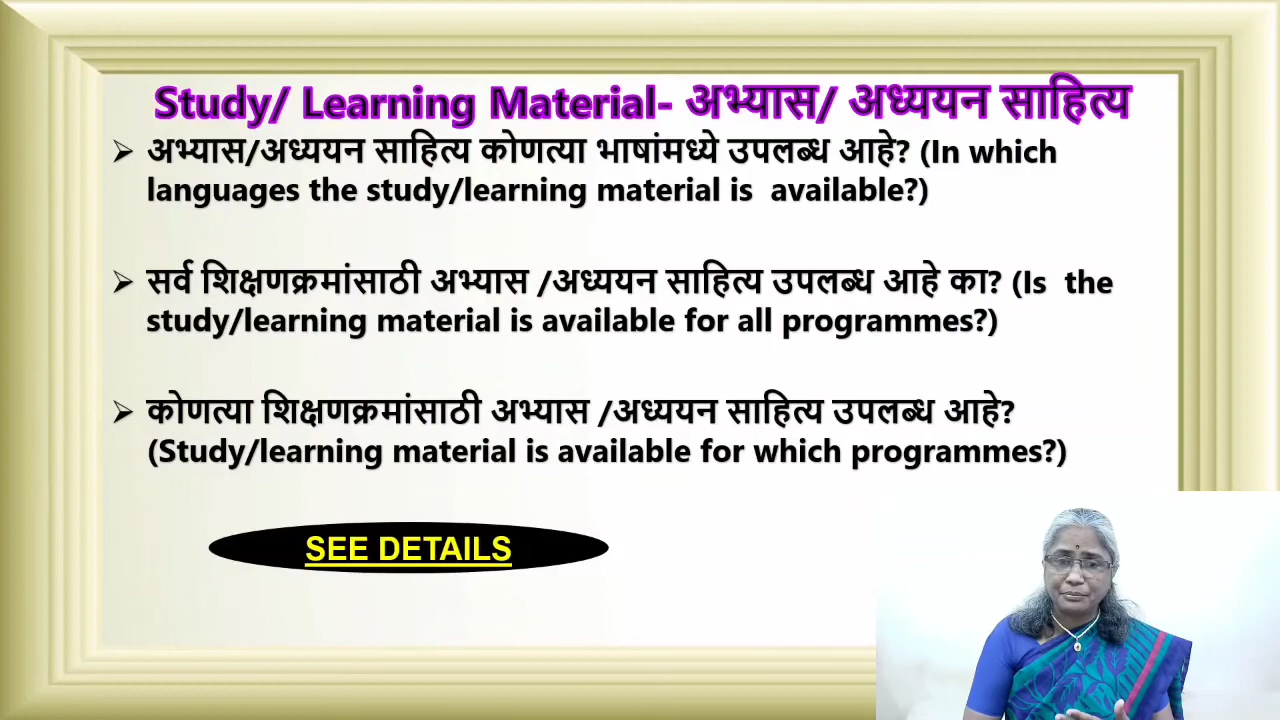 Study/ Learning Material- अभ्यास/ अध्ययन साहित्य
➢ अभ्यास/अध्ययन साहित्य कोणत्या भाषांमध्ये उपलब्ध आहे? (In which
languages the study/learning material is available?)
➢ सर्व शिक्षणक्रमांसाठी अभ्यास /अध्ययन साहित्य उपलब्ध आहे का? (Is the
study/learning material is available for all programmes?)
➢ कोणत्या शिक्षणक्रमांसाठी अभ्यास /अध्ययन साहित्य उपलब्ध आहे?
(Study/learning material is available for which programmes?)
SEE DETAILS